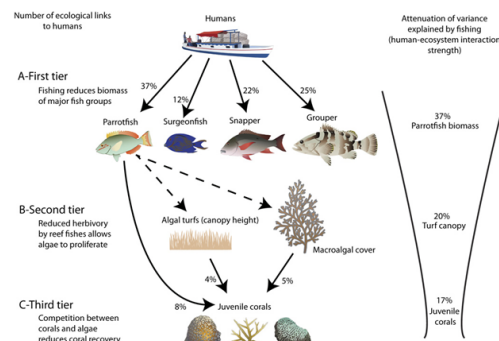 Number of ecological links
to humans
Humans
Attenuation of variance
explained by fishing
(human-ecosystem interaction
strength)
A-First tier
Fishing reduces biomass
of major fish groups
37%
12%
22%
25%
Parrotfish
Surgeonfish
Snapper
Grouper
37%
Parrotfish biomass
B-Second tier
Reduced herbivory
by reef fishes allows
algae to proliferate
Algal turfs (canopy height)
Macroalgal cover
20%
Turf canopy
4%
5%
8%
C-Third tier
Competition between
corals and algae
reduces coral recovery
Juvenile corals
17%
Juvenile
corals